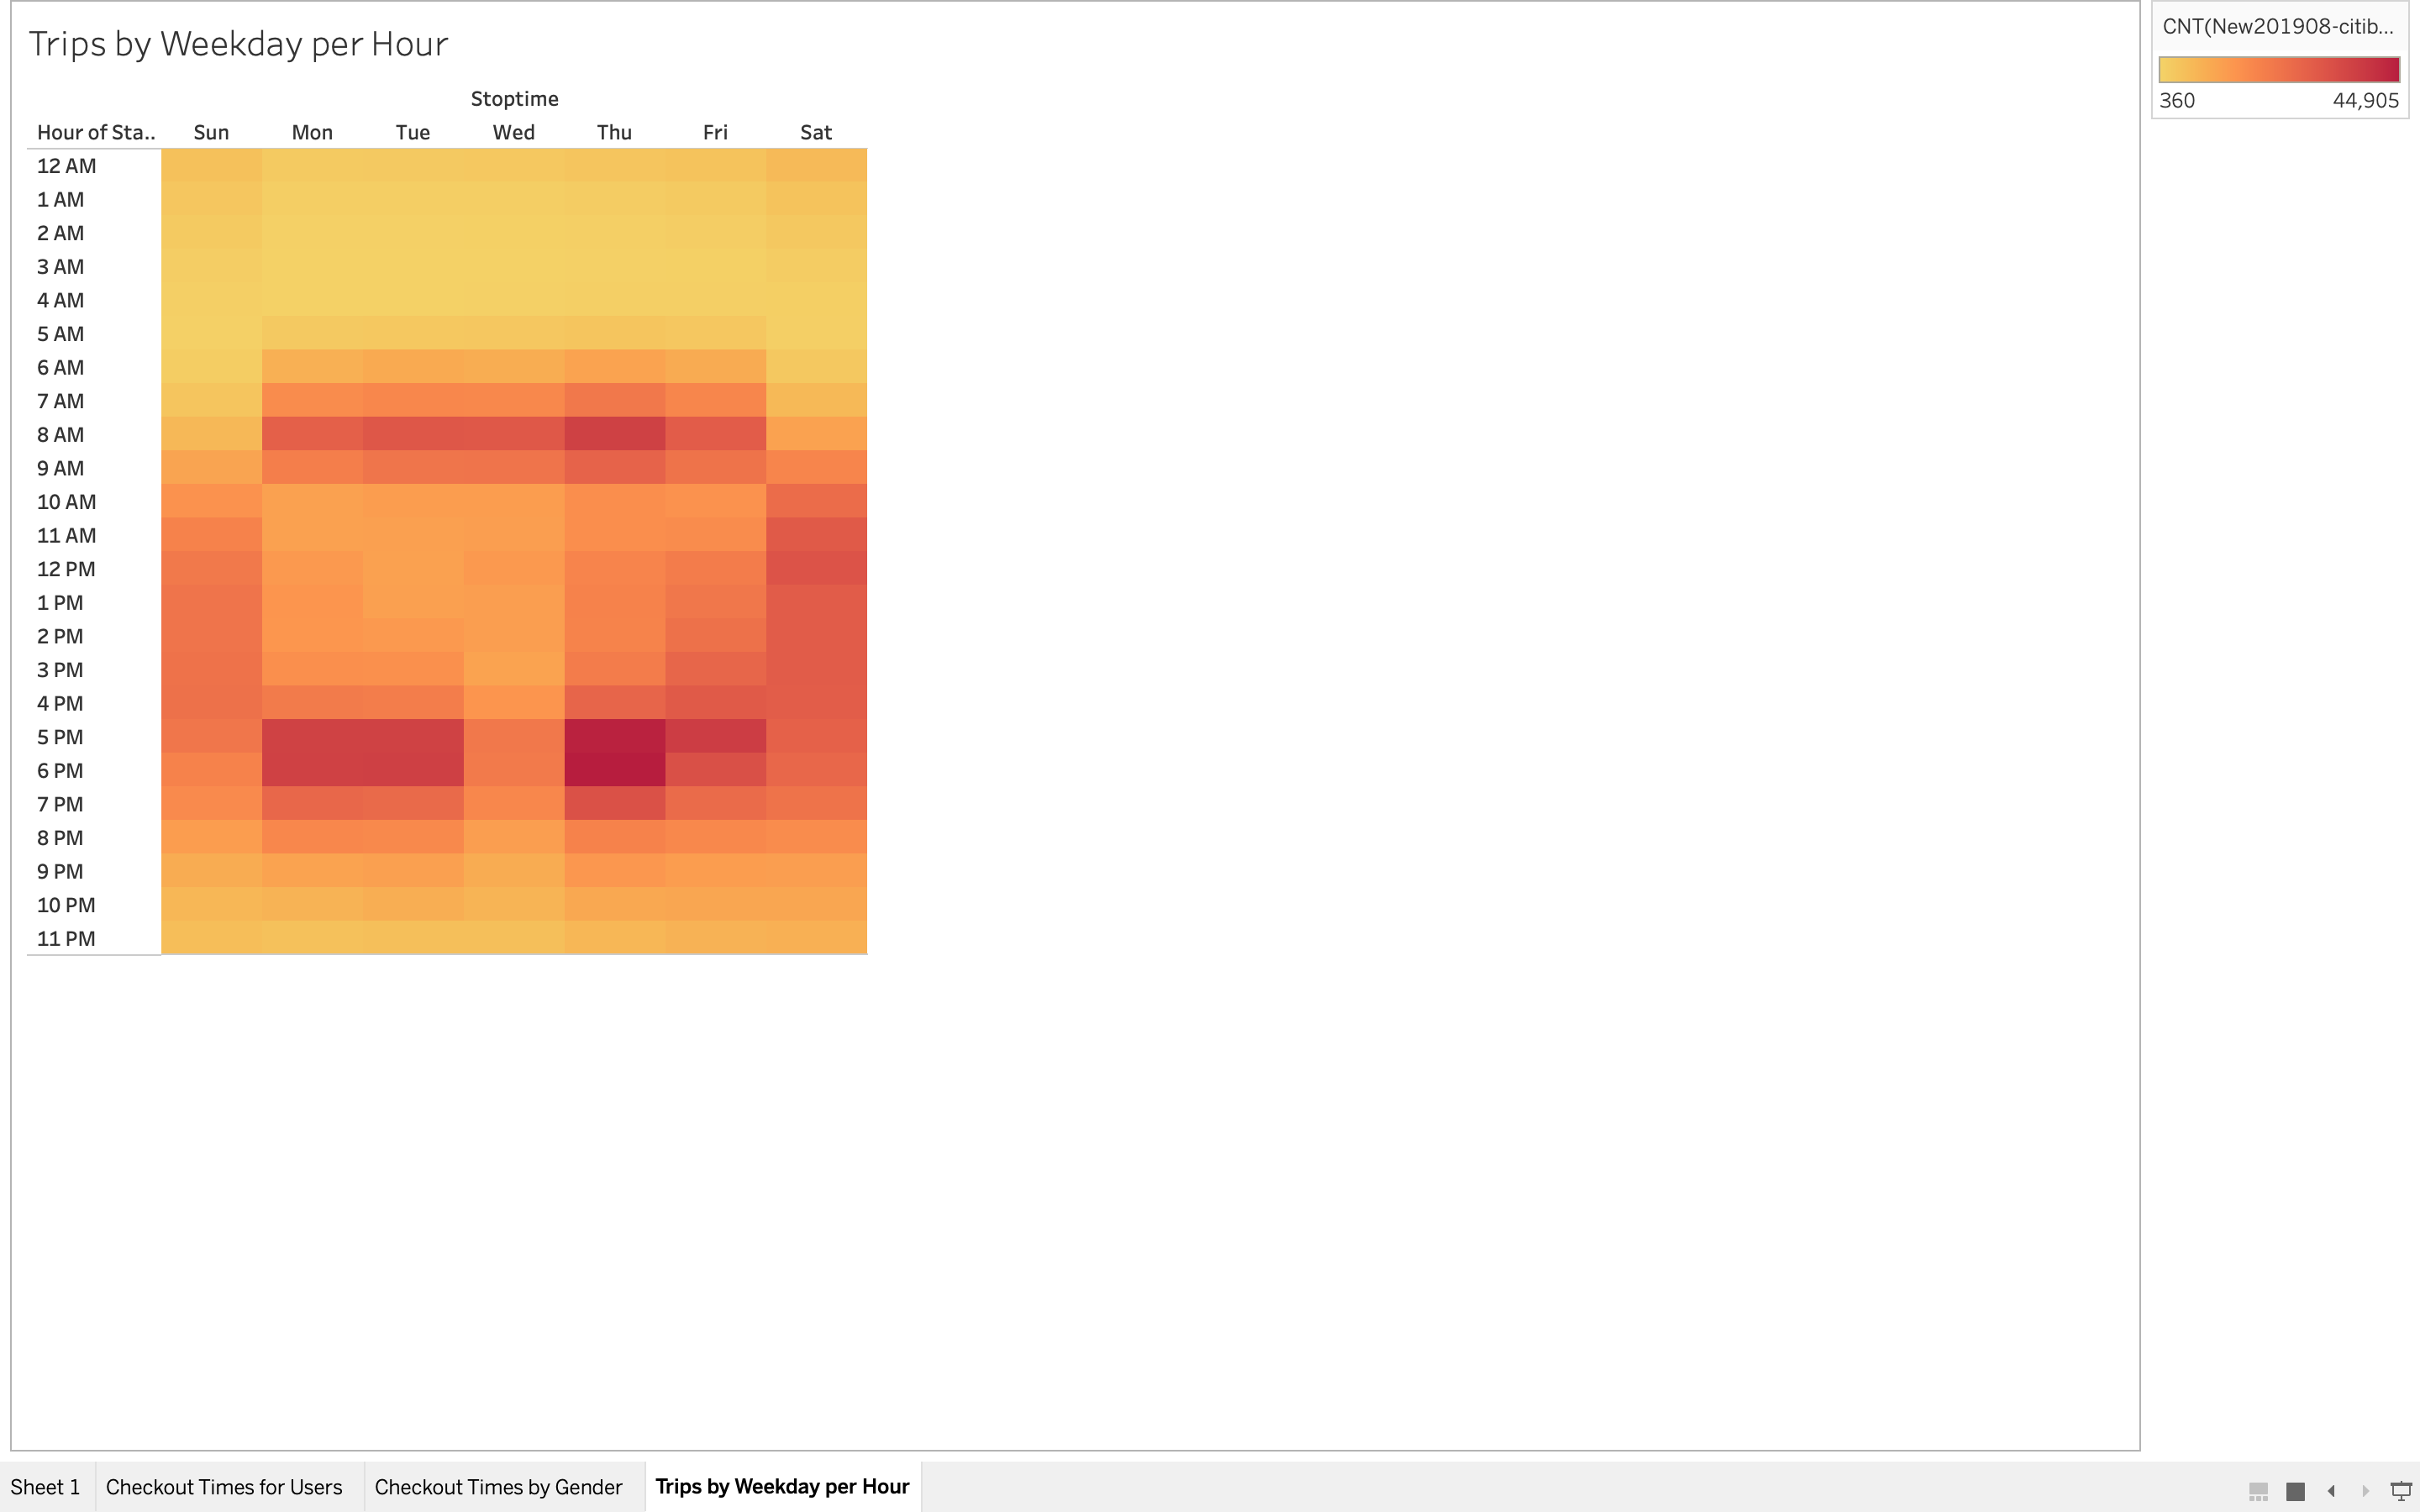 Trips by Weekday per Hour
CNT(New201908-citib...
360 44,905
Stoptime
Hour of Sta.. Sun Mon Tue Wed Thu Fri Sat
12 AM
1 AM
2 AM
3 AM
4 AM
5 AM
6 AM
7 AM
8 AM
9 AM
10 AM
11 AM
12 PM
1 PM
2 PM
3 PM
4 PM
5 PM
6 PM
7 PM
8 PM
9 PM
10 PM
11 PM
Sheet 1 Checkout Times for Users Checkout Times by Gender Trips by Weekday per Hour